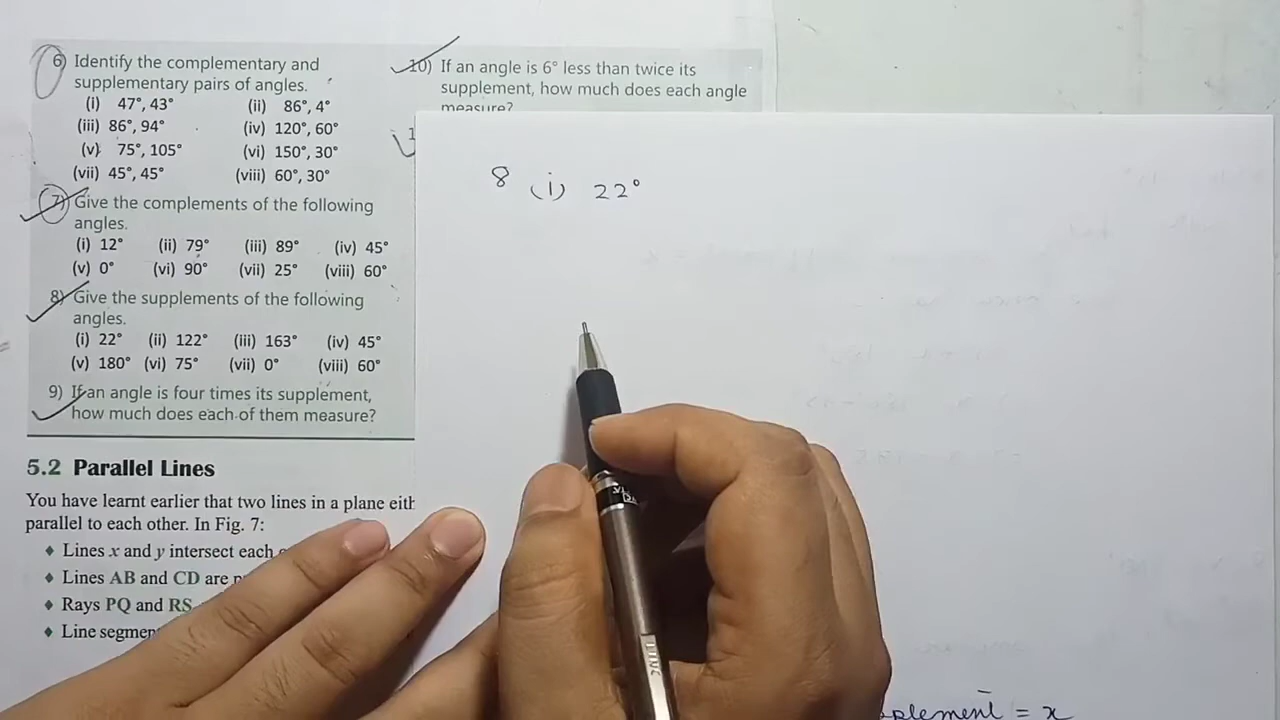 6) Identify the complementary and
supplementary pairs of angles.
(i) 47°, 43° (ii) 86°, 4°
(iii) 86°, 94° (iv) 120°, 60°
(v) 75°, 105° (vi) 150°, 30°
(vii) 45°, 45° (viii) 60°, 30°
7) Give the complements of the following
angles.
(i) 12° (ii) 79° (iii) 89° (iv) 45°
(v) 0° (vi) 90° (vii) 25° (viii) 60°
8) Give the supplements of the following
angles.
(i) 22° (ii) 122° (iii) 163° (iv) 45°
(v) 180° (vi) 75° (vii) 0° (viii) 60°
9) If an angle is four times its supplement,
how much does each of them measure?
5.2 Parallel Lines
You have learnt earlier that two lines in a plane
parallel to each other. In Fig. 7:
♦ Lines x and y intersect each
♦ Lines AB and CD are
♦ Rays PQ and RS
♦ Line
10) If an angle is 6° less than twice its
supplement, how much does each angle
measure?
8 (i) 22°
= x